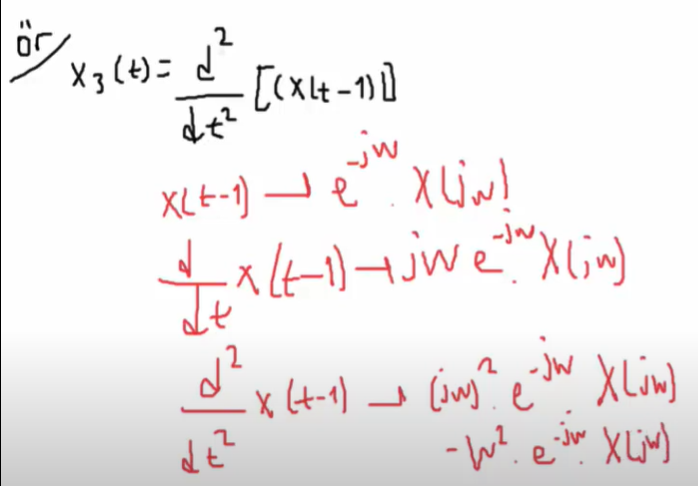 ör/ x₃(t) = d²/dt² [(x(t-1)]
x(t-1) → e^-jw . X(jw)
d/dt x(t-1) → jw e^-jw . X(jw)
d²/dt² x(t-1) → (jw)² . e^-jw X(jw)
-w² . e^-jw . X(jw)